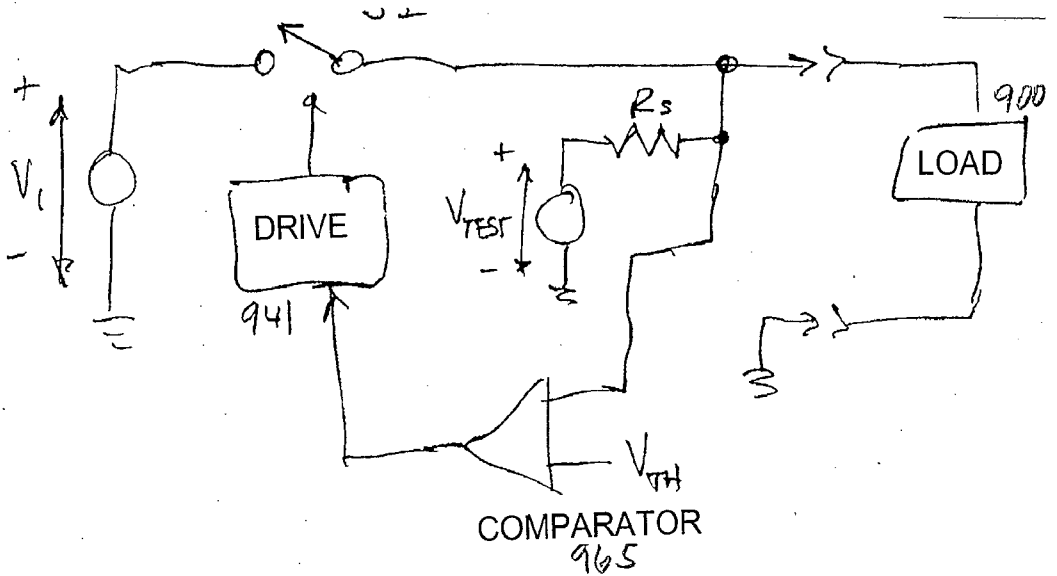 +
V1
-
DRIVE
941
Rs
+
VTEST
-
900
LOAD
VTH
COMPARATOR
965